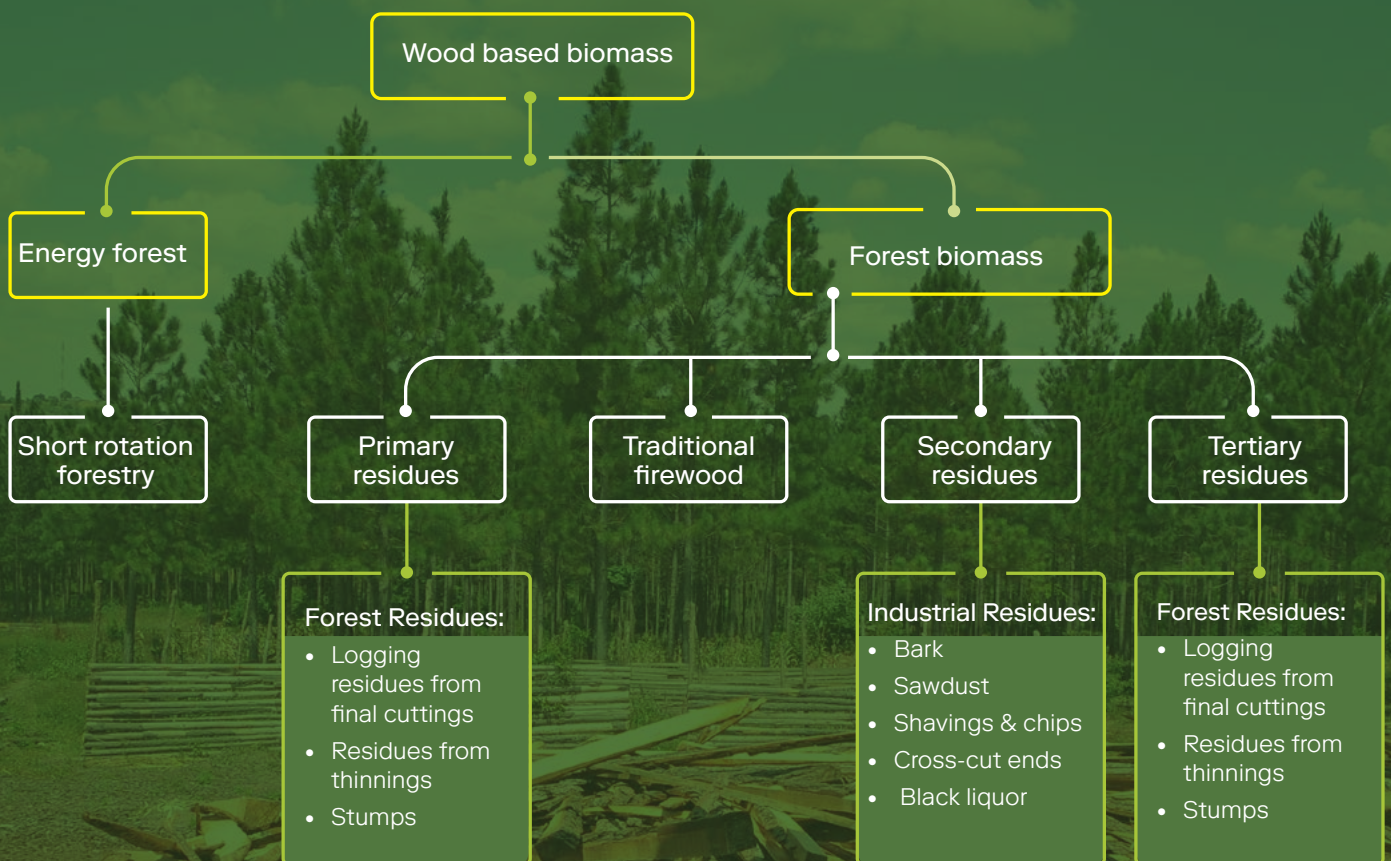 Wood based biomass
Energy forest
Forest biomass
Short rotation
forestry
Primary
residues
Traditional
firewood
Secondary
residues
Tertiary
residues
Forest Residues:
• Logging
residues from
final cuttings
• Residues from
thinnings
• Stumps
Industrial Residues:
• Bark
• Sawdust
• Shavings & chips
• Cross-cut ends
• Black liquor
Forest Residues:
• Logging
residues from
final cuttings
• Residues from
thinnings
• Stumps